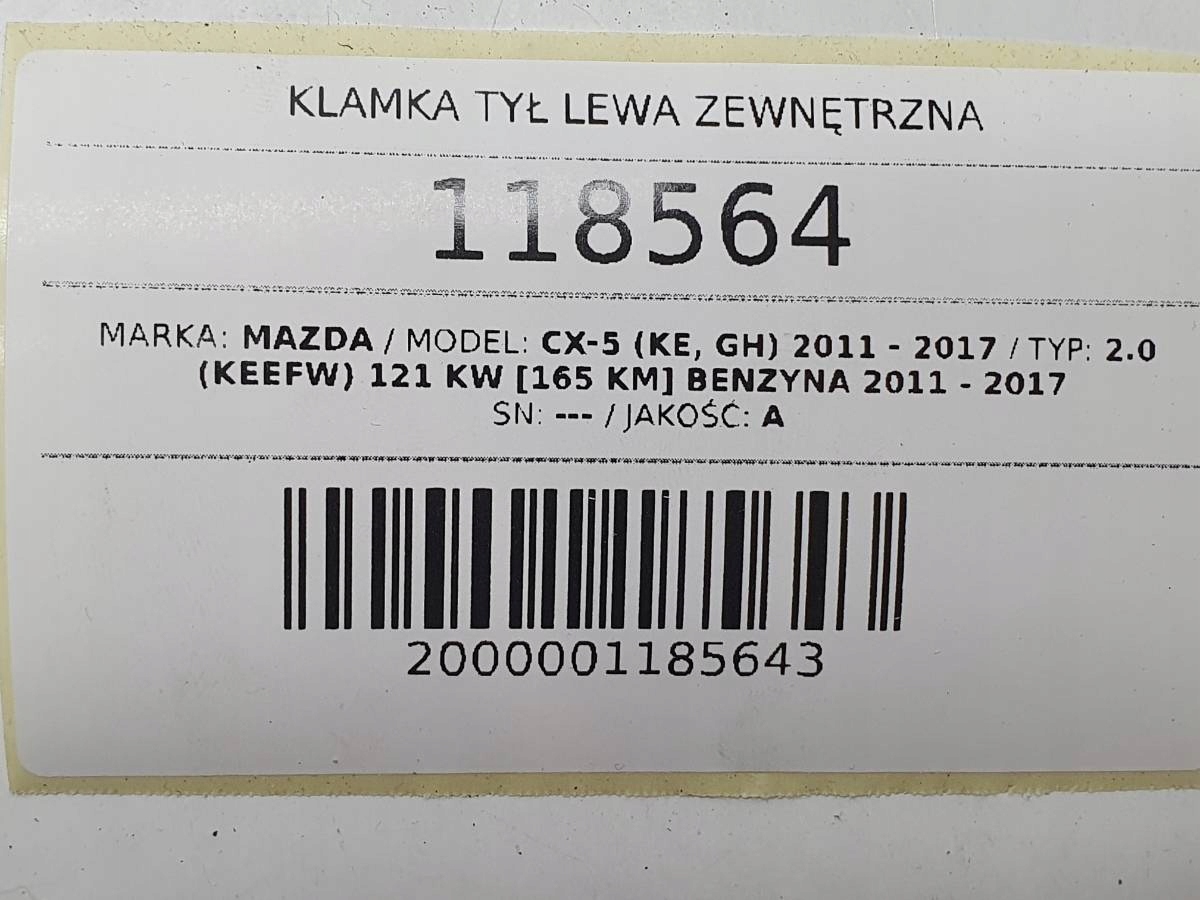 KLAMKA TYŁ LEWA ZEWNĘTRZNA
118564
MARKA: MAZDA / MODEL: CX-5 (KE, GH) 2011 - 2017 / TYP: 2.0
(KEEFW) 121 KW [165 KM] BENZYNA 2011 - 2017
SN: --- / JAKOŚĆ: A
2000001185643